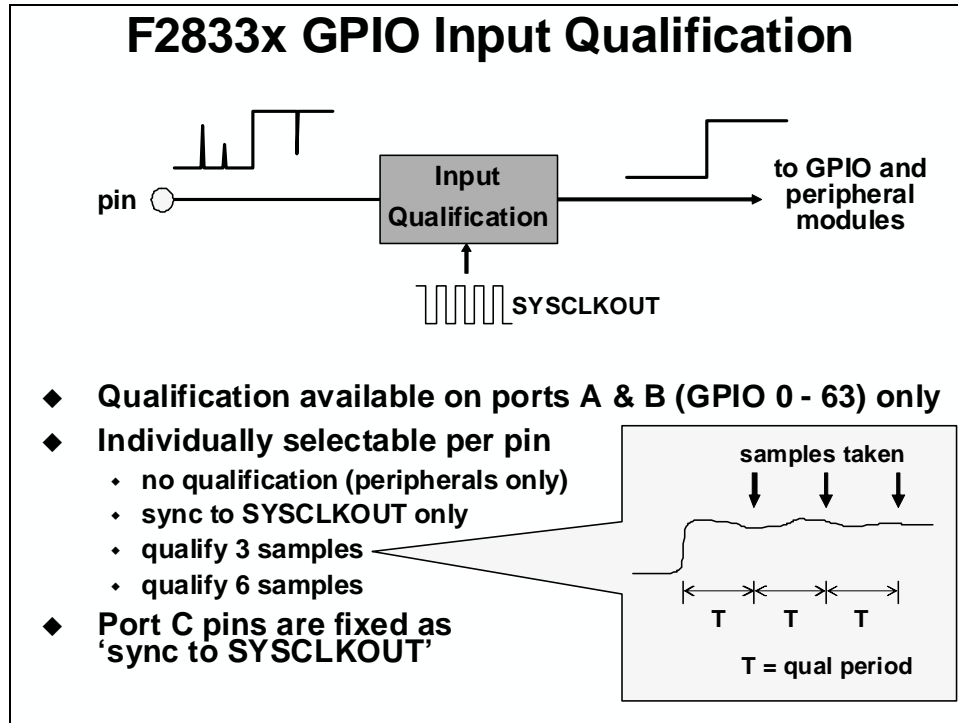 F2833x GPIO Input Qualification
pin
Input
Qualification
to GPIO and
peripheral
modules
SYSCLKOUT
◆ Qualification available on ports A & B (GPIO 0 - 63) only
◆ Individually selectable per pin
◆ no qualification (peripherals only)
◆ sync to SYSCLKOUT only
◆ qualify 3 samples
◆ qualify 6 samples
◆ Port C pins are fixed as
‘sync to SYSCLKOUT’
samples taken
T T T
T = qual period